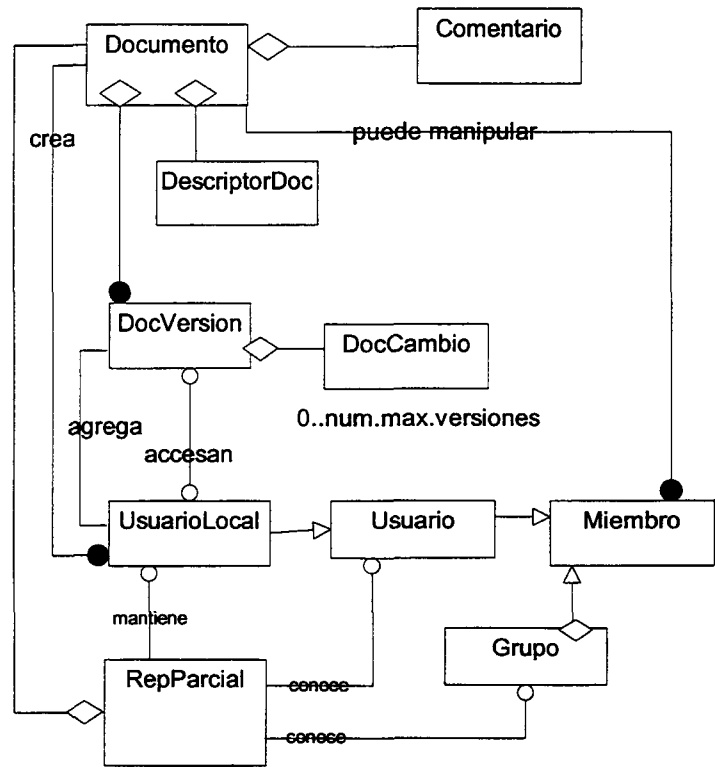 Documento
Comentario
crea
puede manipular
DescriptorDoc
DocVersion
DocCambio
0..num.max.versiones
agrega
accesan
UsuarioLocal
Usuario
Miembro
mantiene
Grupo
RepParcial
conoce
conoce